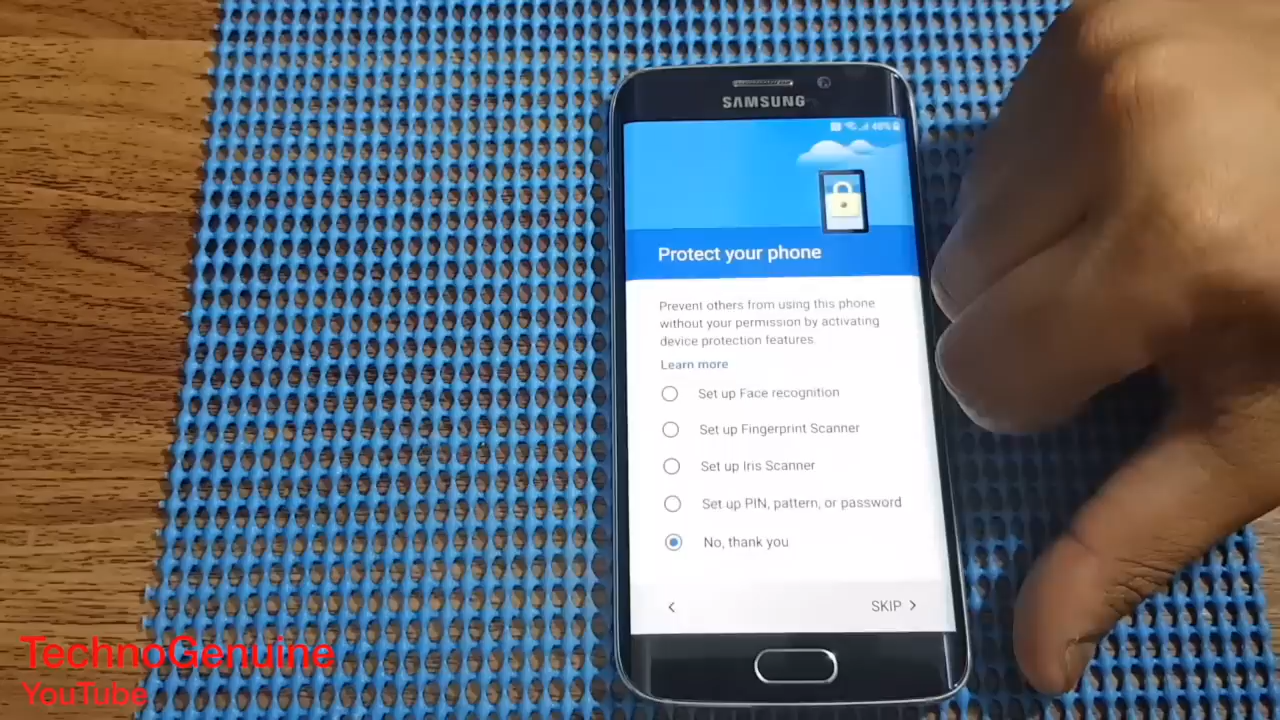 SAMSUNG
48%
Protect your phone
Prevent others from using this phone
without your permission by activating
device protection features.
Learn more
Set up Face recognition
Set up Fingerprint Scanner
Set up Iris Scanner
Set up PIN, pattern, or password
No, thank you
SKIP
TechnoGenuine
YouTube